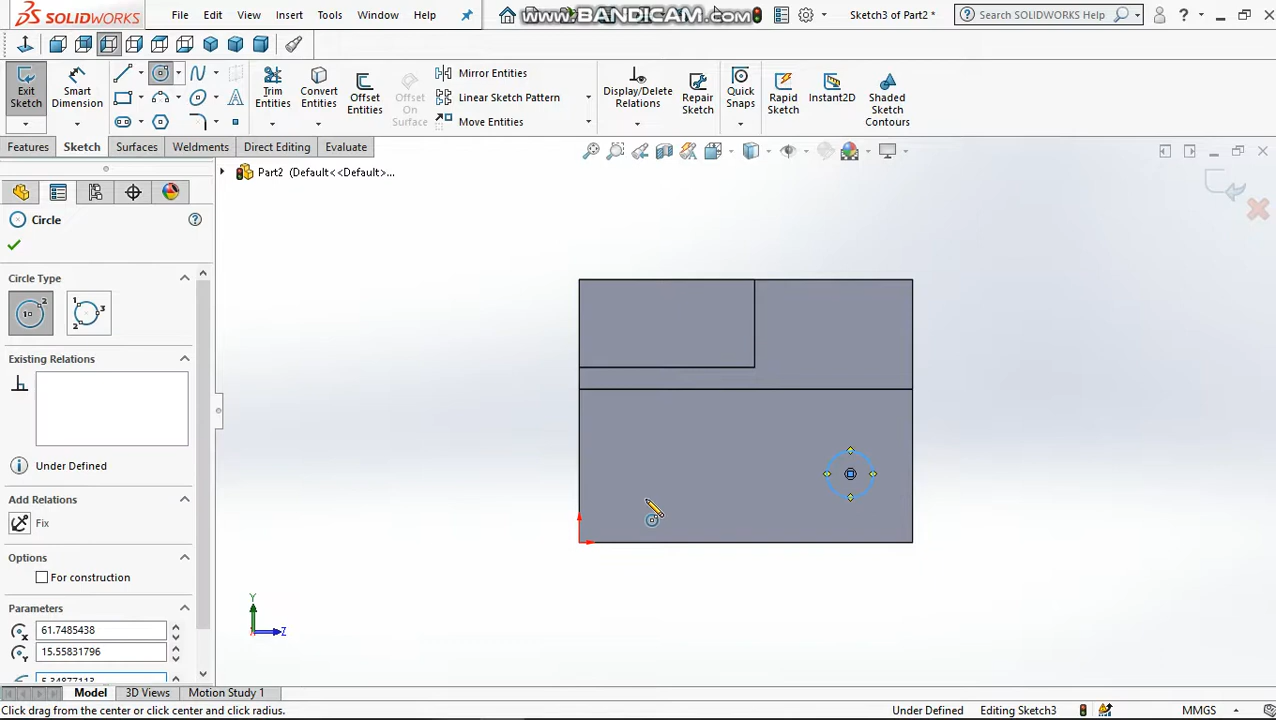 SOLIDWORKS File Edit View Insert Tools Window Help www.BANDICAM.com Sketch3 of Part2 * Search SOLIDWORKS Help ?
Exit Sketch
Smart Dimension
Trim Entities
Convert Entities
Offset Entities
Offset On Surface
Mirror Entities
Linear Sketch Pattern
Move Entities
Display/Delete Relations
Repair Sketch
Quick Snaps
Rapid Sketch
Instant2D
Shaded Sketch Contours
Features Sketch Surfaces Weldments Direct Editing Evaluate
Part2 (Default<<Default>...
Circle
Circle Type
Existing Relations
Under Defined
Add Relations
Fix
Options
For construction
Parameters
61.7485438
15.55831796
5.34877113
Y
Z
Model 3D Views Motion Study 1
Click drag from the center or click center and click radius. Under Defined Editing Sketch3 MMGS